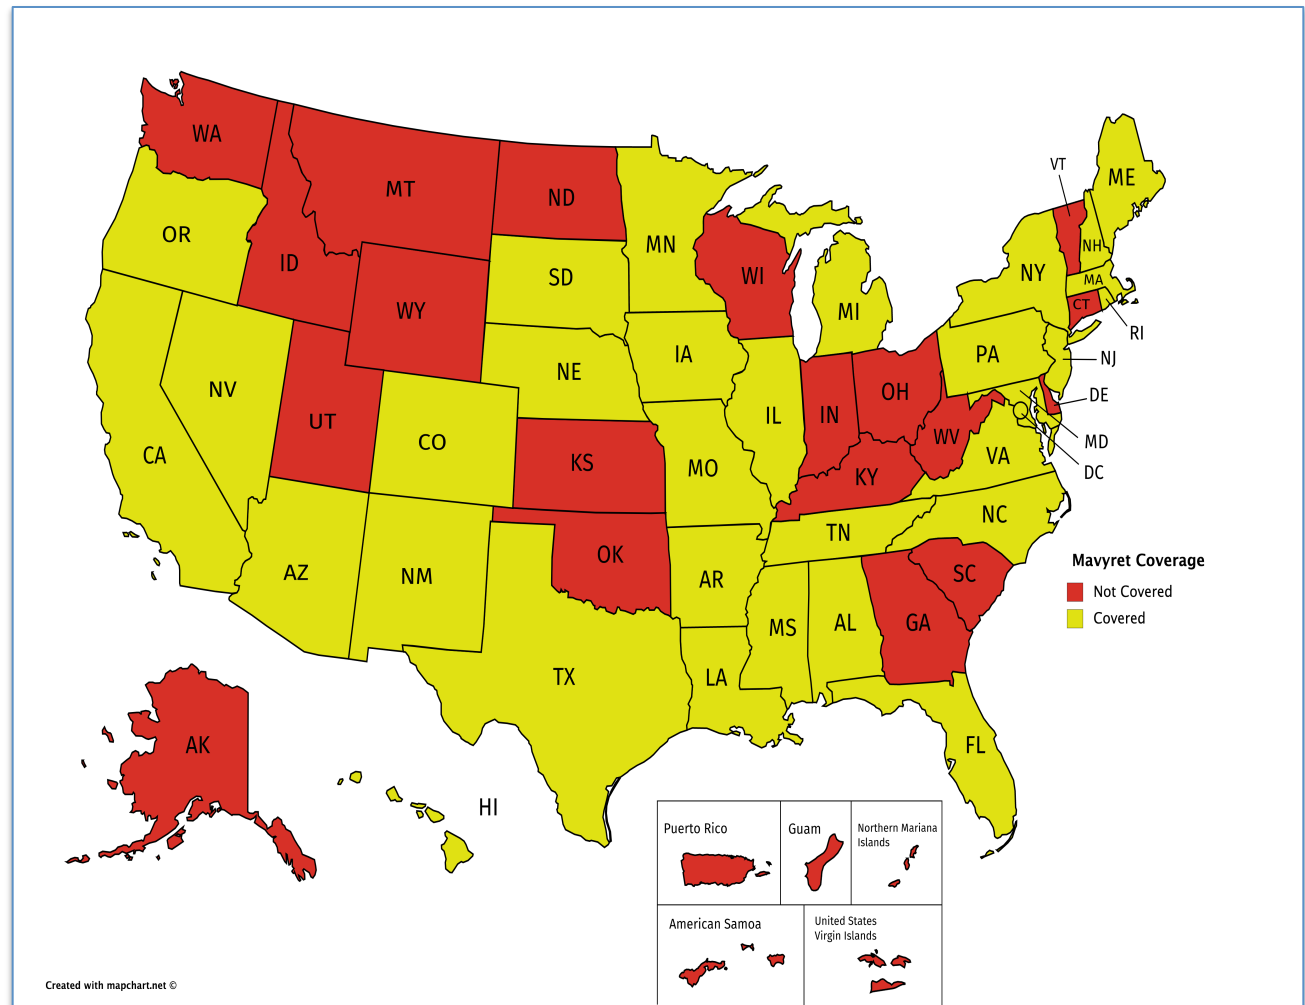 WA
MT
ND
VT
ME
OR
ID
MN
NH
SD
WI
NY
MA
WY
CT
MI
RI
IA
PA
NJ
NE
NV
OH
DE
UT
IL
IN
CO
WV
MD
CA
KS
MO
KY
VA
DC
NC
TN
OK
AZ
NM
AR
SC
Mavyret Coverage
Not Covered
Covered
MS
AL
GA
TX
LA
AK
FL
HI
Puerto Rico
Guam
Northern Mariana
Islands
American Samoa
United States
Virgin Islands
Created with mapchart.net ©